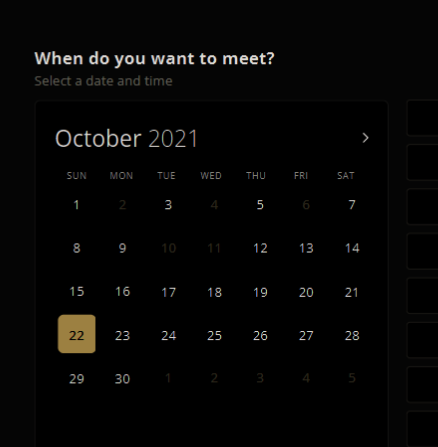 When do you want to meet?
Select a date and time
October 2021 >
SUN MON TUE WED THU FRI SAT
1 2 3 4 5 6 7
8 9 10 11 12 13 14
15 16 17 18 19 20 21
22 23 24 25 26 27 28
29 30 1 2 3 4 5